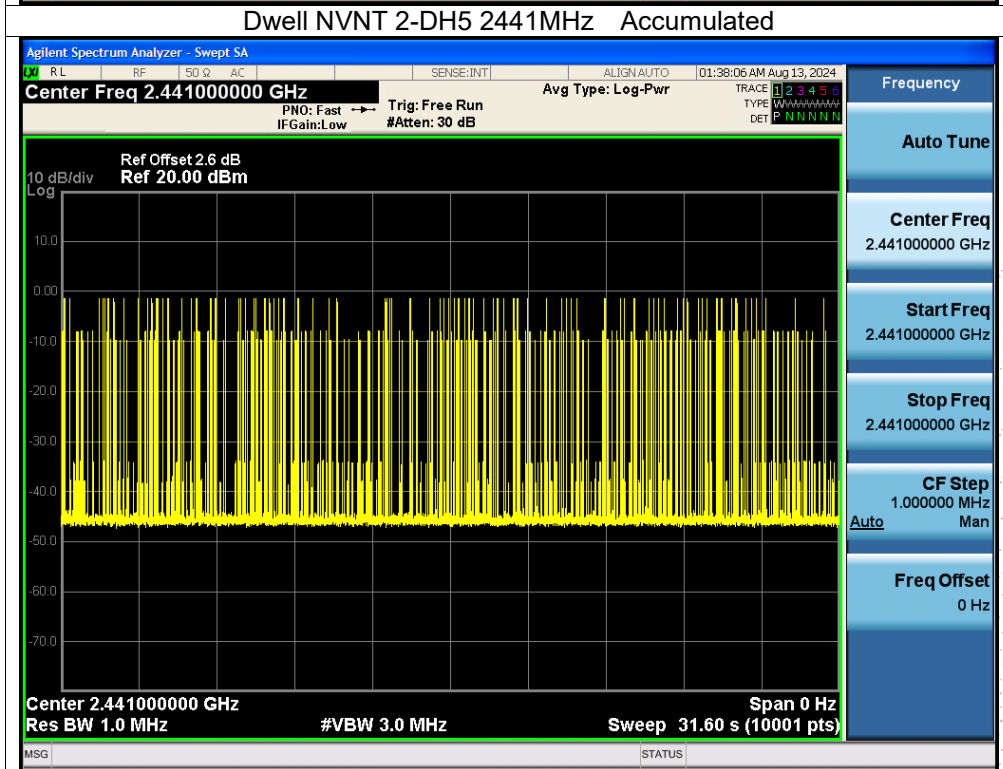 Dwell NVNT 2-DH5 2441MHz Accumulated
Agilent Spectrum Analyzer - Swept SA
LXI RL RF 50 Ω AC SENSE:INT ALIGN AUTO 01:38:06 AM Aug 13, 2024
Center Freq 2.441000000 GHz
PNO: Fast
IFGain:Low
Trig: Free Run
#Atten: 30 dB
Avg Type: Log-Pwr
TRACE 1 2 3 4 5 6
TYPE WWWWWWW
DET P N N N N N
Frequency
Auto Tune
Center Freq
2.441000000 GHz
Start Freq
2.441000000 GHz
Stop Freq
2.441000000 GHz
CF Step
1.000000 MHz
Auto Man
Freq Offset
0 Hz
Ref Offset 2.6 dB
10 dB/div Ref 20.00 dBm
Log
10.0
0.00
-10.0
-20.0
-30.0
-40.0
-50.0
-60.0
-70.0
Center 2.441000000 GHz Span 0 Hz
Res BW 1.0 MHz #VBW 3.0 MHz Sweep 31.60 s (10001 pts)
MSG STATUS